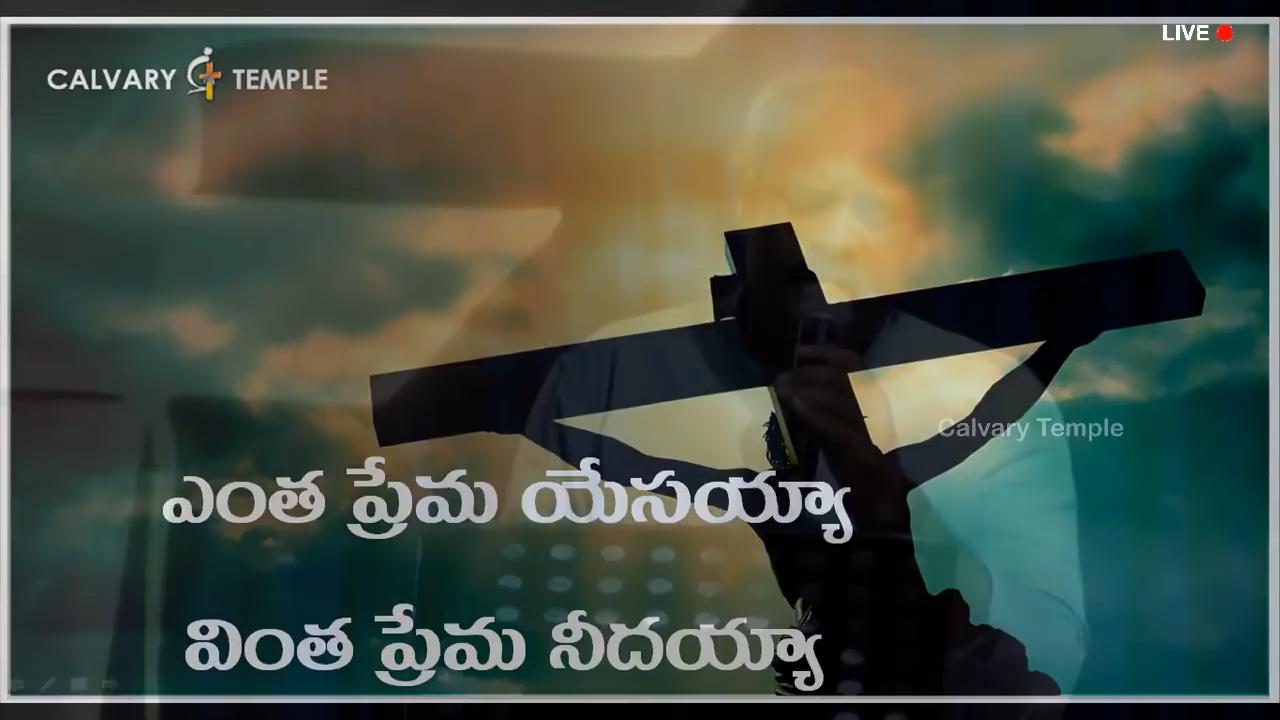 LIVE
CALVARY TEMPLE
Calvary Temple
ఎంత ప్రేమ యేసయ్యా
వింత ప్రేమ నీదయ్యా